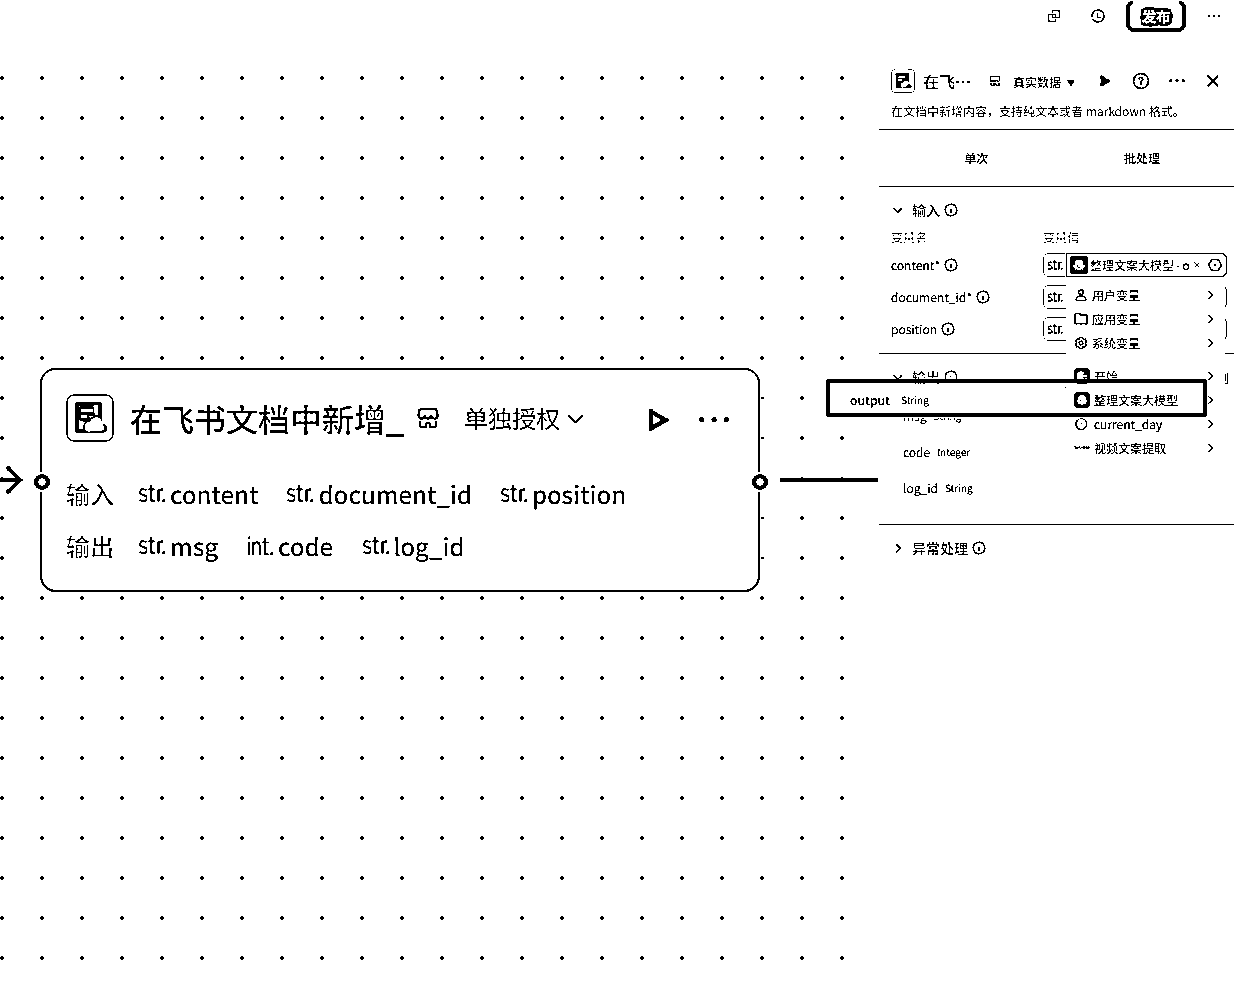 发布
在飞… 真实数据
在文档中新增内容，支持纯文本或者 markdown 格式。
单次 批处理
输入
变量名 变量值
content* str. 整理文案大模型 - o ×
document_id* str. 用户变量
应用变量
position str. 系统变量
输出 开始
output String 整理文案大模型
msg String current_day
code Integer 视频文案提取
log_id String
异常处理
在飞书文档中新增_ 单独授权
输入 str. content str. document_id str. position
输出 str. msg int. code str. log_id